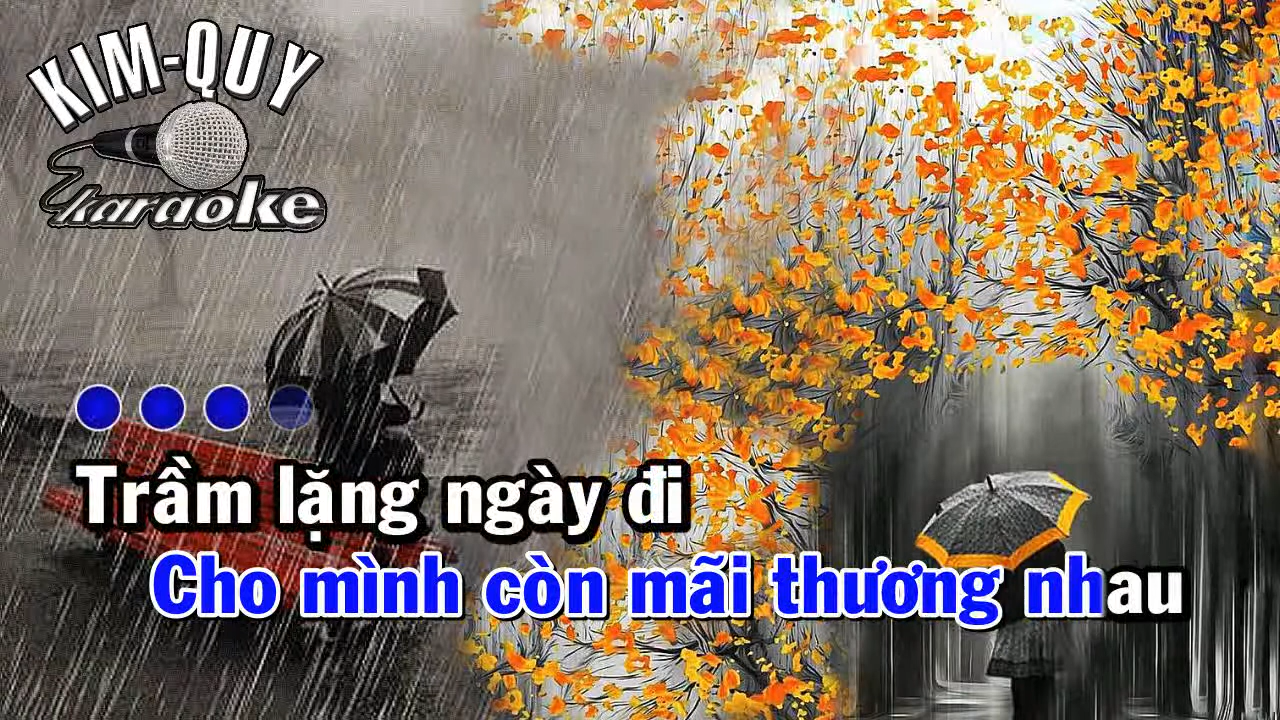 KIM-QUY
karaoke
Trầm lặng ngày đi
Cho mình còn mãi thương nhau